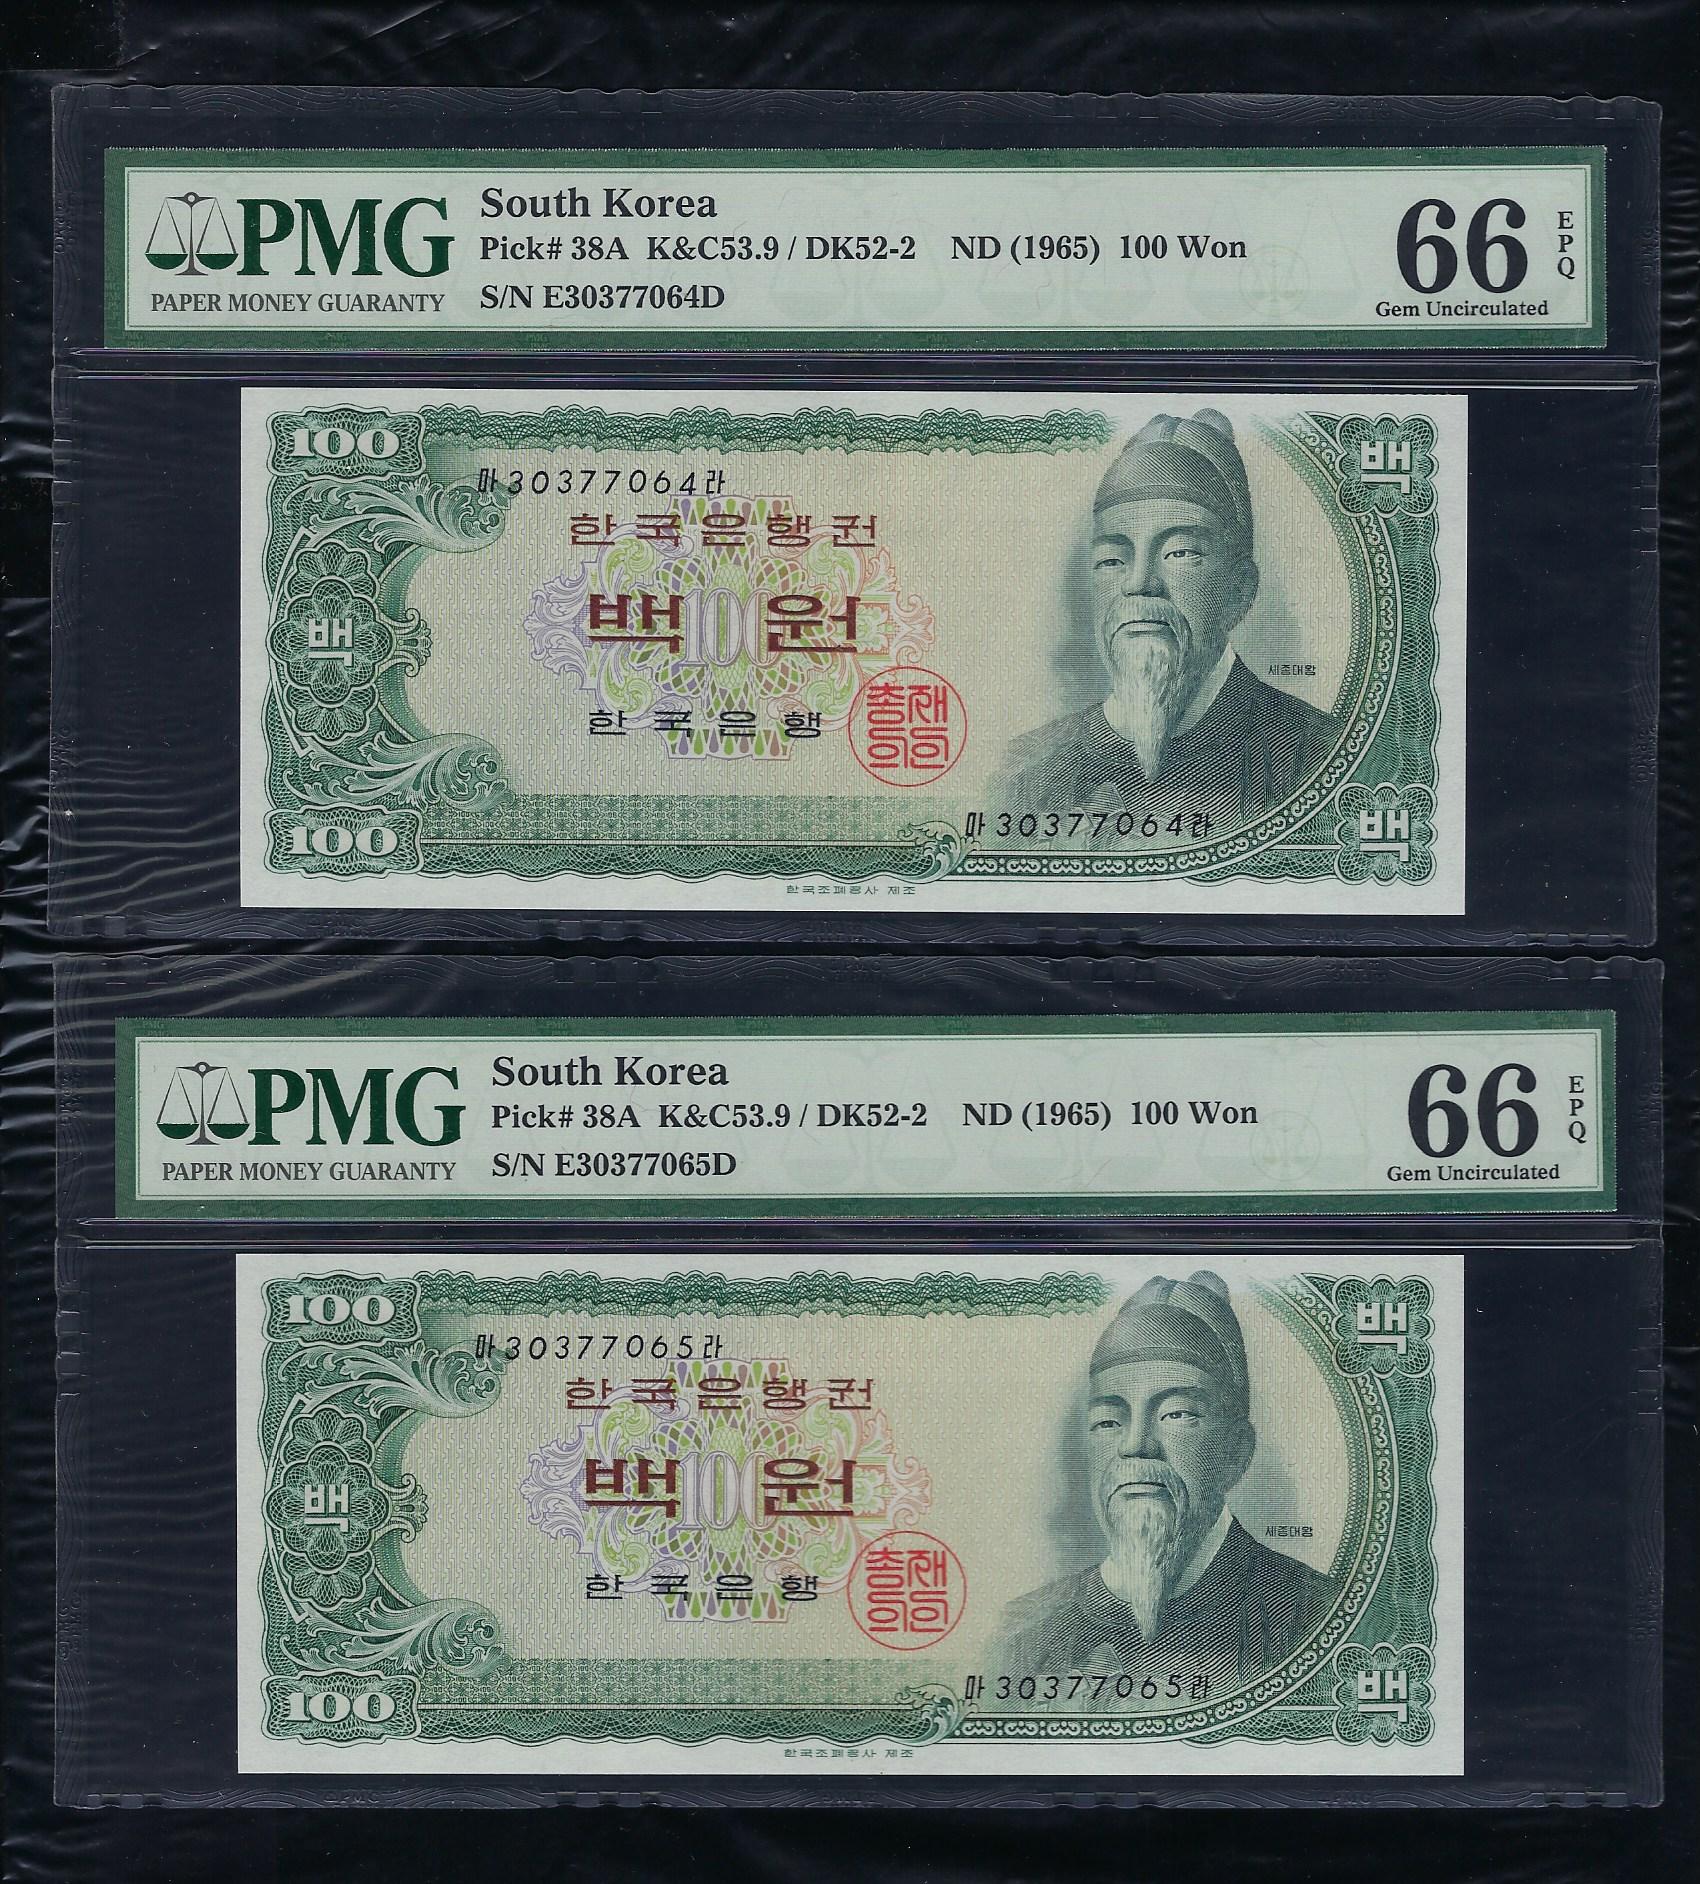 PMG
PAPER MONEY GUARANTY
South Korea
Pick# 38A K&C53.9 / DK52-2 ND (1965) 100 Won
S/N E30377064D
66
EPQ
Gem Uncirculated
100
백
마30377064라
한국은행권
백
백 100 원
세종대왕
총재
의인
한국은행
마30377064라
100
백
한국조폐공사 제조
PMG
PAPER MONEY GUARANTY
South Korea
Pick# 38A K&C53.9 / DK52-2 ND (1965) 100 Won
S/N E30377065D
66
EPQ
Gem Uncirculated
100
백
마30377065라
한국은행권
백
백 100 원
세종대왕
총재
의인
한국은행
마30377065라
100
백
한국조폐공사 제조